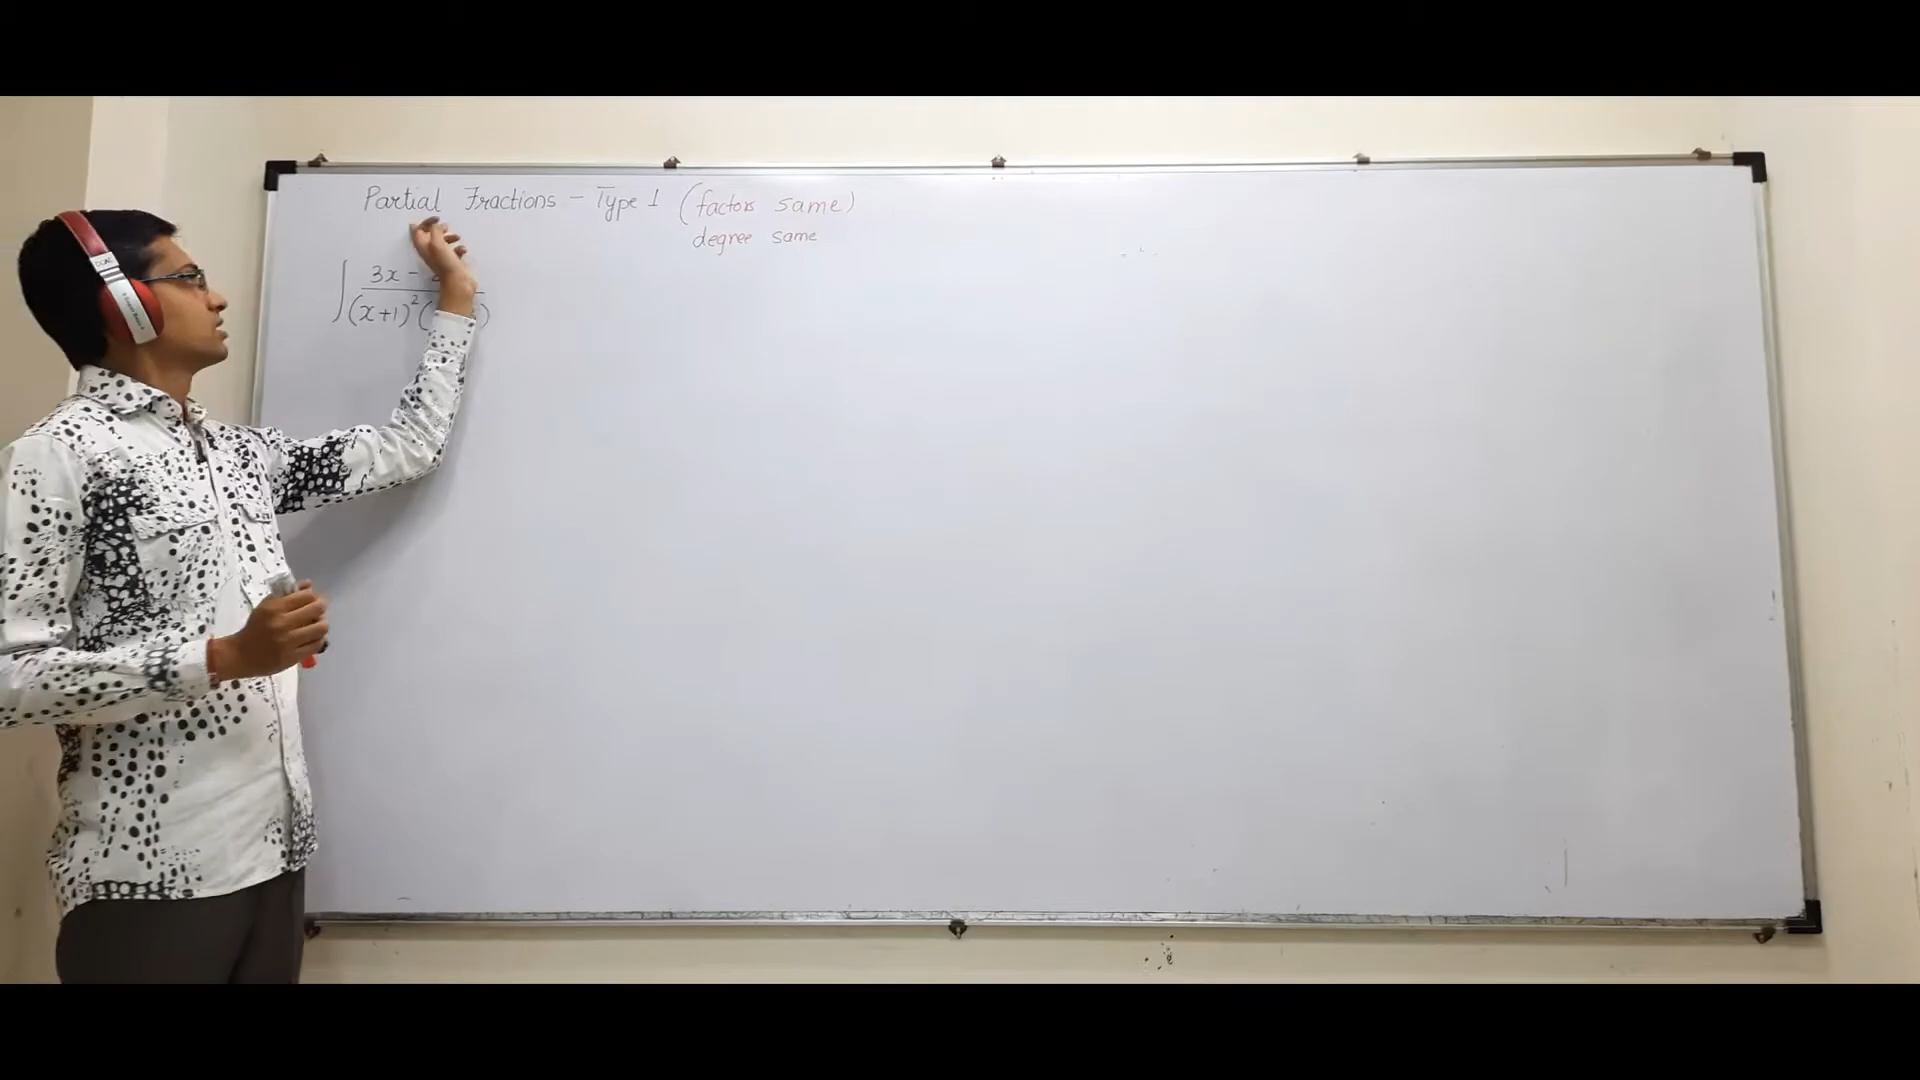 Partial Fractions – Type 1 (factors same)
degree same
∫ 3x –
(x+1)² ( )